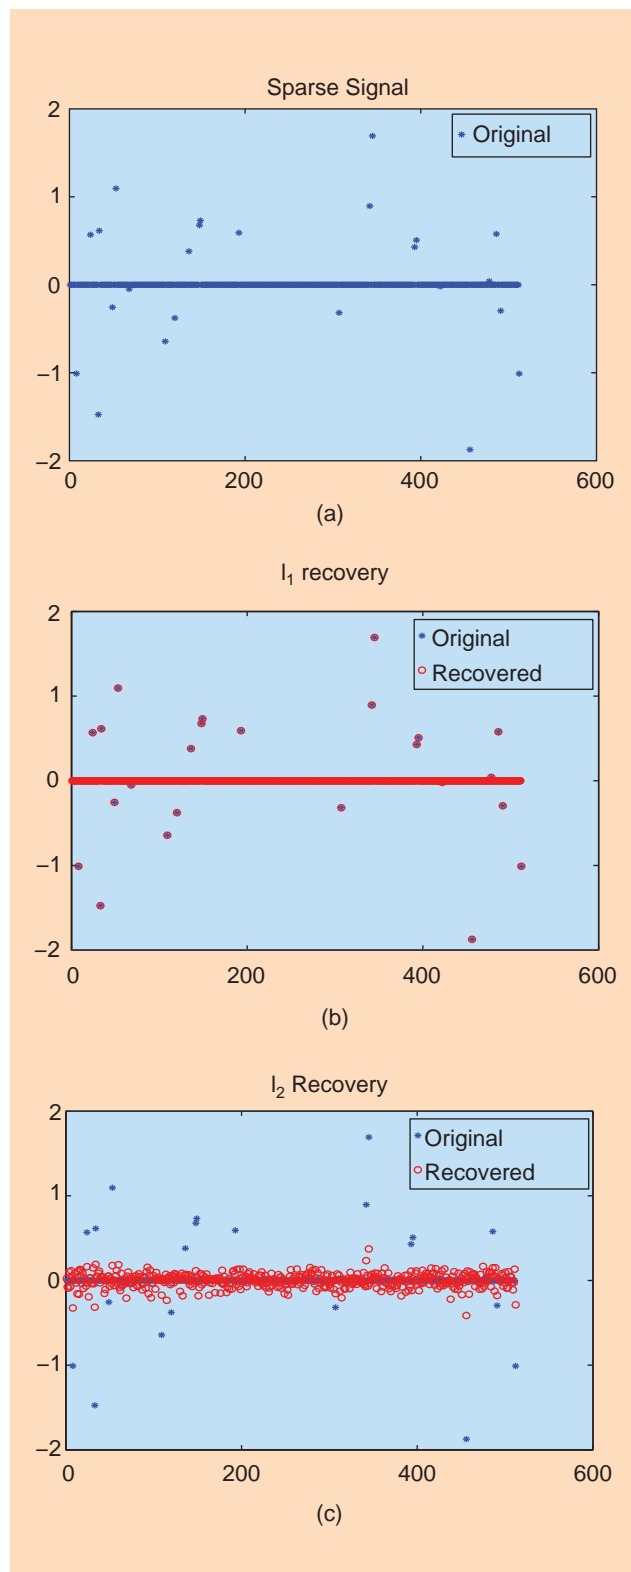 Sparse Signal
2
Original
1
0
−1
−2
0 200 400 600
(a)
l1 recovery
2
Original
Recovered
1
0
−1
−2
0 200 400 600
(b)
l2 Recovery
2
Original
Recovered
1
0
−1
−2
0 200 400 600
(c)